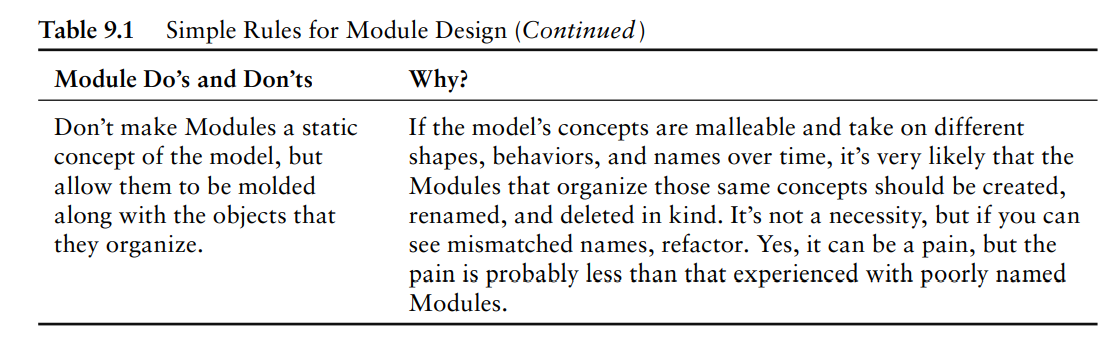 Table 9.1 Simple Rules for Module Design (Continued)
Module Do’s and Don’ts Why?
Don’t make Modules a static
concept of the model, but
allow them to be molded
along with the objects that
they organize.
If the model’s concepts are malleable and take on different
shapes, behaviors, and names over time, it’s very likely that the
Modules that organize those same concepts should be created,
renamed, and deleted in kind. It’s not a necessity, but if you can
see mismatched names, refactor. Yes, it can be a pain, but the
pain is probably less than that experienced with poorly named
Modules.